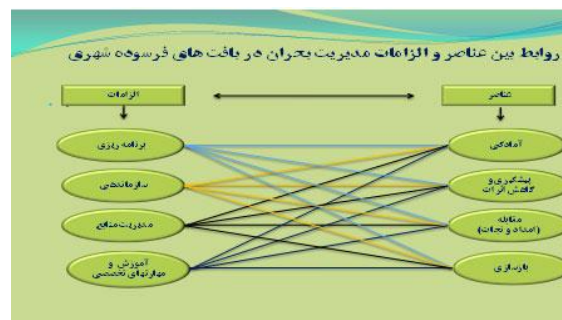 روابط بین عناصر و الزامات مدیریت بحران در بافت های فرسوده شهری
عناصر
الزامات
آمادگی
برنامه ریزی
پیشگیری و
کاهش اثرات
سازماندهی
مقابله
(امداد و نجات)
مدیریت منابع
بازسازی
آموزش و
مهارتهای تخصصی